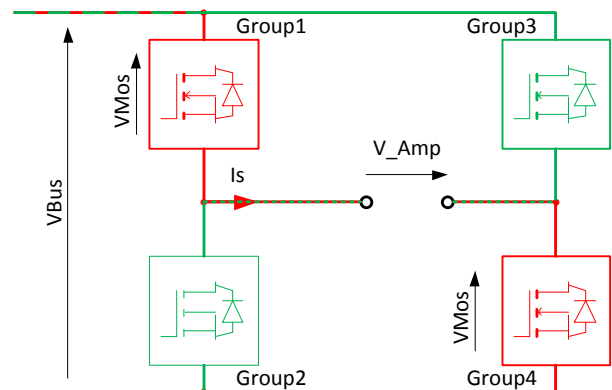 Group1
Group3
VMos
V_Amp
VBus
Is
VMos
Group2
Group4